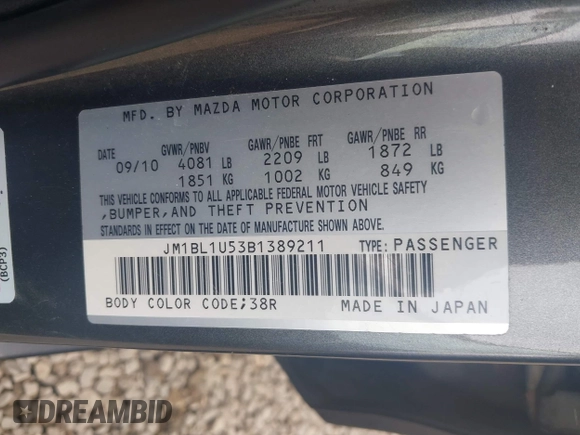 MFD. BY MAZDA MOTOR CORPORATION
DATE GVWR/PNBV GAWR/PNBE FRT GAWR/PNBE RR
09/10 4081 LB 2209 LB 1872 LB
1851 KG 1002 KG 849 KG
THIS VEHICLE CONFORMS TO ALL APPLICABLE FEDERAL MOTOR VEHICLE SAFETY
,BUMPER,AND THEFT PREVENTION
STANDARDS IN EFFECT ON THE DATE OF MANUFACTURE SHOWN ABOVE.
JM1BL1U53B1389211 TYPE: PASSENGER
BODY COLOR CODE;38R MADE IN JAPAN
(BCP3)
DREAMBID